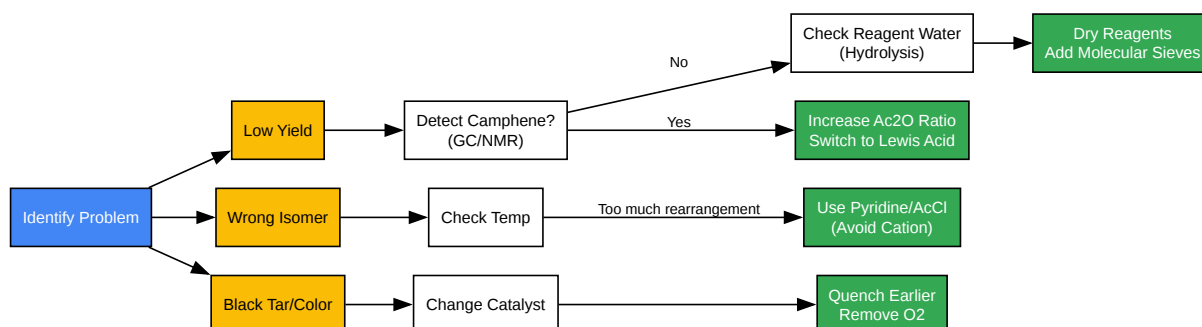 Check Reagent Water
(Hydrolysis)
Dry Reagents
Add Molecular Sieves
No
Low Yield
Detect Camphene?
(GC/NMR)
Yes
Increase Ac2O Ratio
Switch to Lewis Acid
Identify Problem
Wrong Isomer
Check Temp
Too much rearrangement
Use Pyridine/AcCl
(Avoid Cation)
Black Tar/Color
Change Catalyst
Quench Earlier
Remove O2